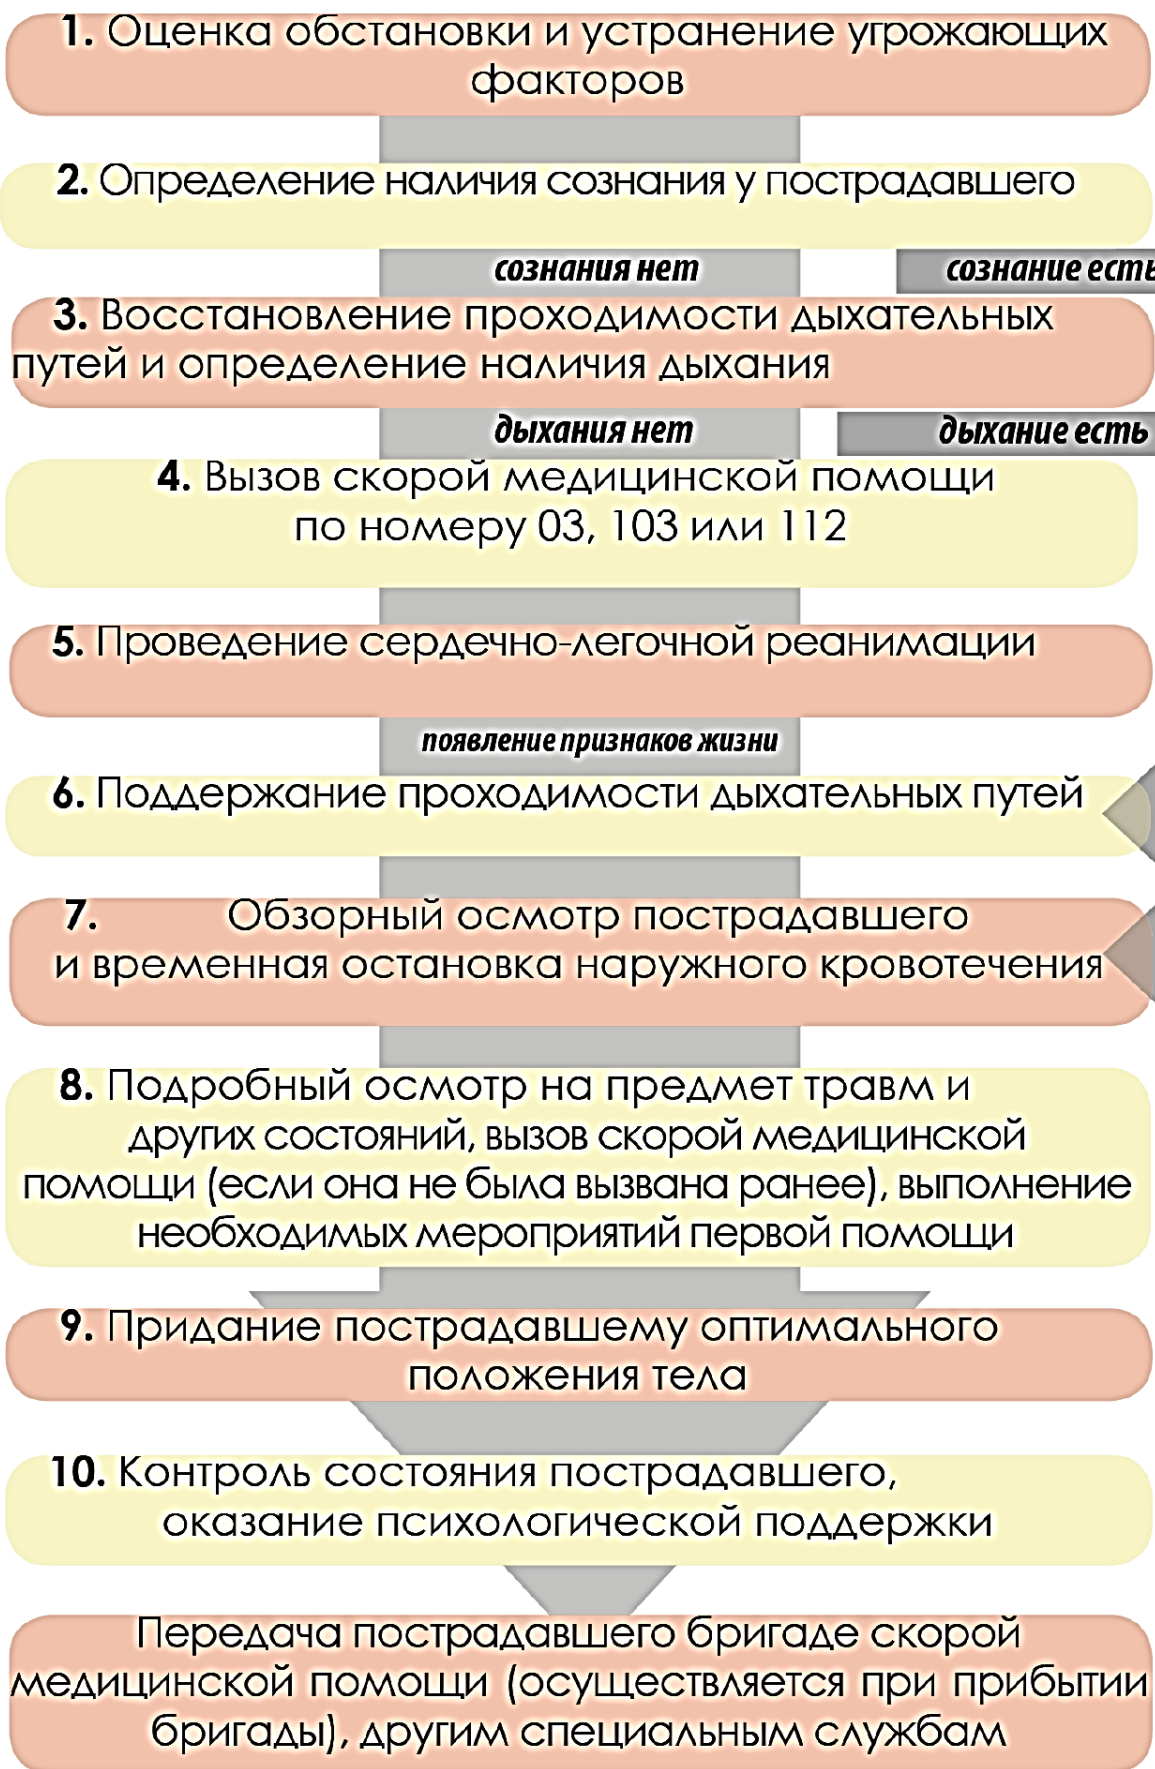 1. Оценка обстановки и устранение угрожающих
факторов
2. Определение наличия сознания у пострадавшего
сознания нет
сознание есть
3. Восстановление проходимости дыхательных
путей и определение наличия дыхания
дыхания нет
дыхание есть
4. Вызов скорой медицинской помощи
по номеру 03, 103 или 112
5. Проведение сердечно-легочной реанимации
появление признаков жизни
6. Поддержание проходимости дыхательных путей
7. Обзорный осмотр пострадавшего
и временная остановка наружного кровотечения
8. Подробный осмотр на предмет травм и
других состояний, вызов скорой медицинской
помощи (если она не была вызвана ранее), выполнение
необходимых мероприятий первой помощи
9. Придание пострадавшему оптимального
положения тела
10. Контроль состояния пострадавшего,
оказание психологической поддержки
Передача пострадавшего бригаде скорой
медицинской помощи (осуществляется при прибытии
бригады), другим специальным службам